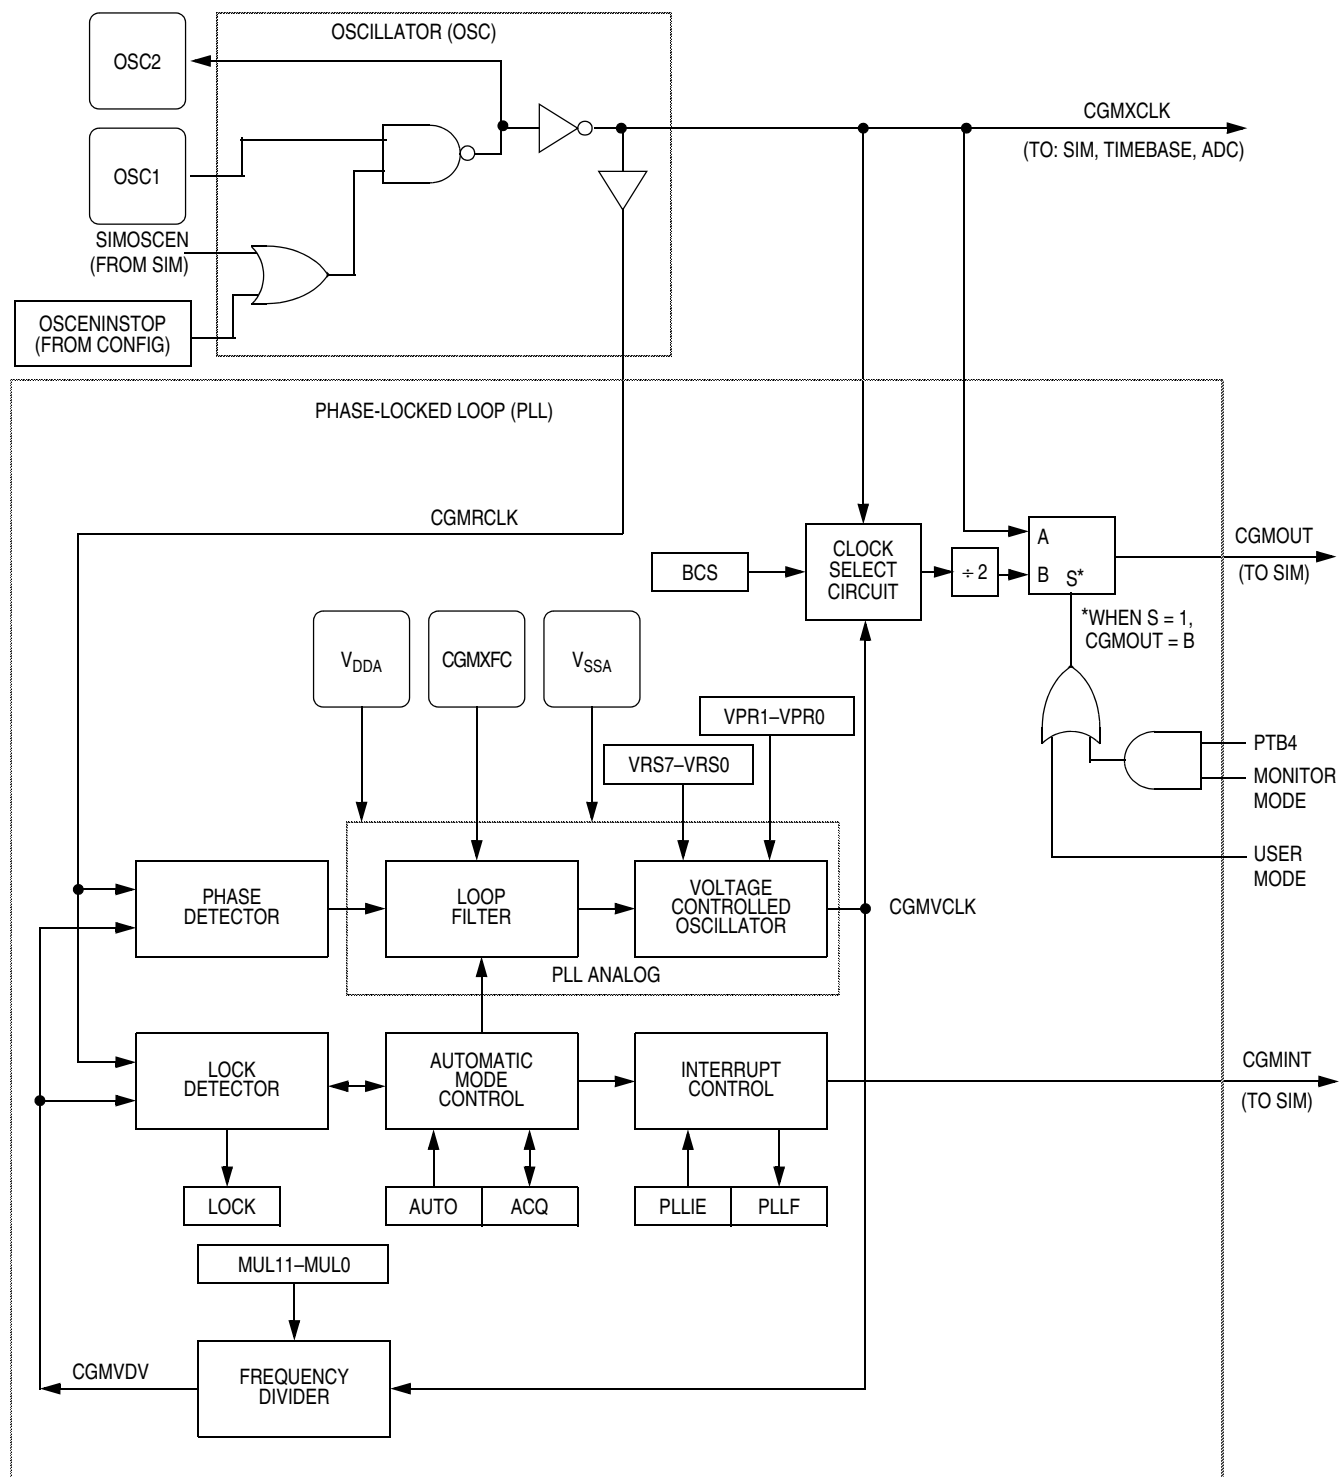 OSCILLATOR (OSC)
OSC2
CGMXCLK
(TO: SIM, TIMEBASE, ADC)
OSC1
SIMOSCEN
(FROM SIM)
OSCENINSTOP
(FROM CONFIG)
PHASE-LOCKED LOOP (PLL)
CGMRCLK
BCS
CLOCK
SELECT
CIRCUIT
÷ 2
A
B S*
CGMOUT
(TO SIM)
*WHEN S = 1,
CGMOUT = B
VDDA
CGMXFC
VSSA
VPR1–VPR0
VRS7–VRS0
PTB4
MONITOR
MODE
USER
MODE
PHASE
DETECTOR
LOOP
FILTER
VOLTAGE
CONTROLLED
OSCILLATOR
CGMVCLK
PLL ANALOG
LOCK
DETECTOR
AUTOMATIC
MODE
CONTROL
INTERRUPT
CONTROL
CGMINT
(TO SIM)
LOCK
AUTO
ACQ
PLLIE
PLLF
MUL11–MUL0
CGMVDV
FREQUENCY
DIVIDER